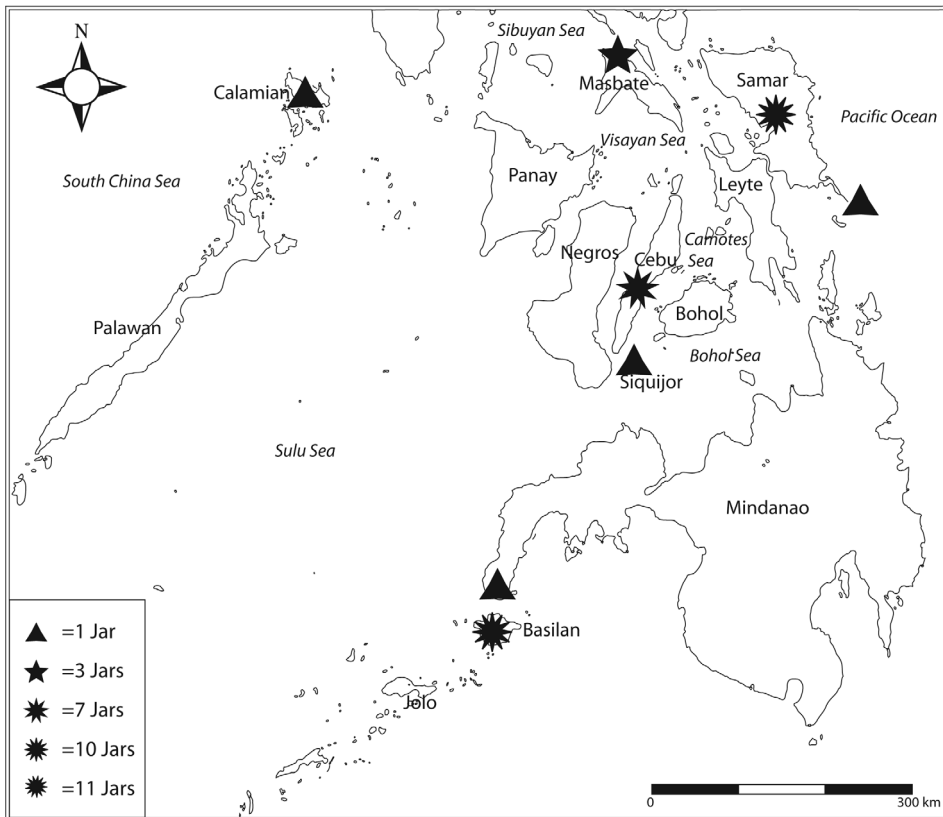 N
Sibuyan Sea
Calamian
Masbate
Samar
Pacific Ocean
Visayan Sea
South China Sea
Panay
Leyte
Negros
Camotes
Sea
Cebu
Palawan
Bohol
Bohol Sea
Siquijor
Sulu Sea
Mindanao
Basilan
Jolo
=1 Jar
=3 Jars
=7 Jars
=10 Jars
=11 Jars
0
300 km